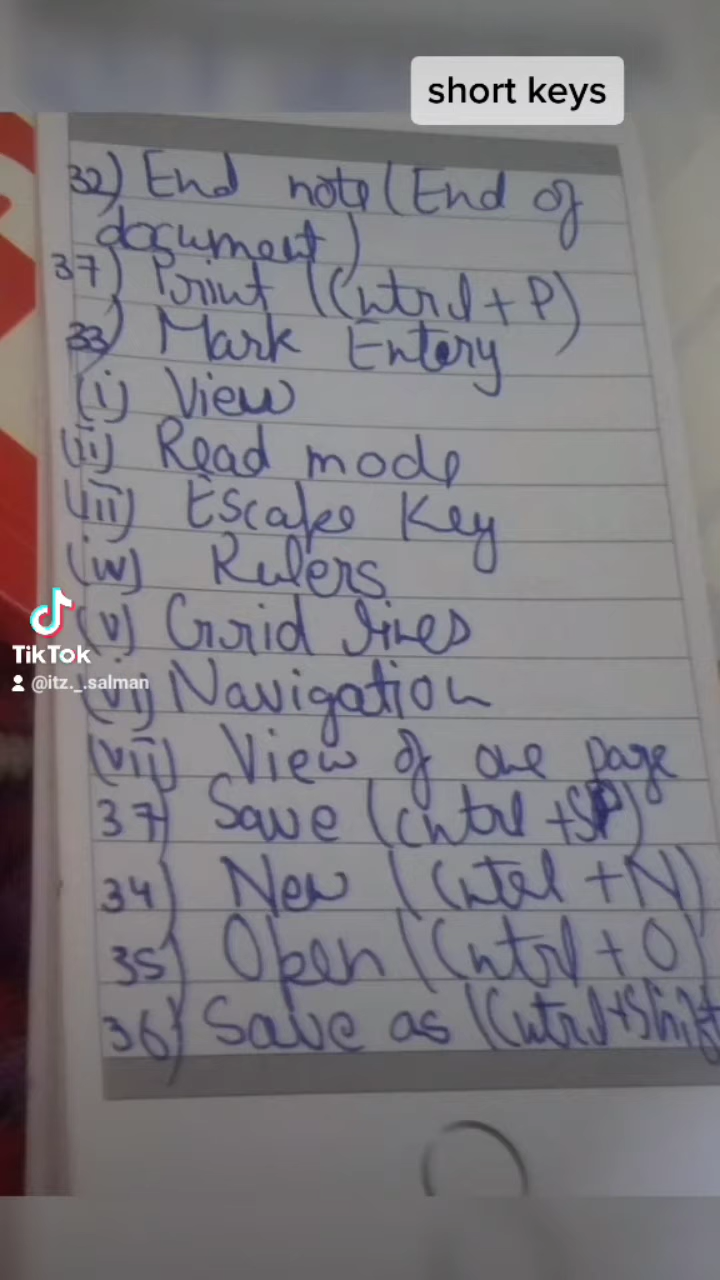 short keys
32) End note (End of
document)
37) Print (Cntrl + P)
33) Mark Entery
(i) View
(ii) Read mode
(iii) Escape Key
(iv) Rulers
(v) Grid lines
(vi) Navigation
(vii) View of one page
37) Save (cntrl + S)
34) New (Cntrl + N)
35) Open (Cntrl + O)
36) Save as (Cntrl + Shift
TikTok
@itz._.salman